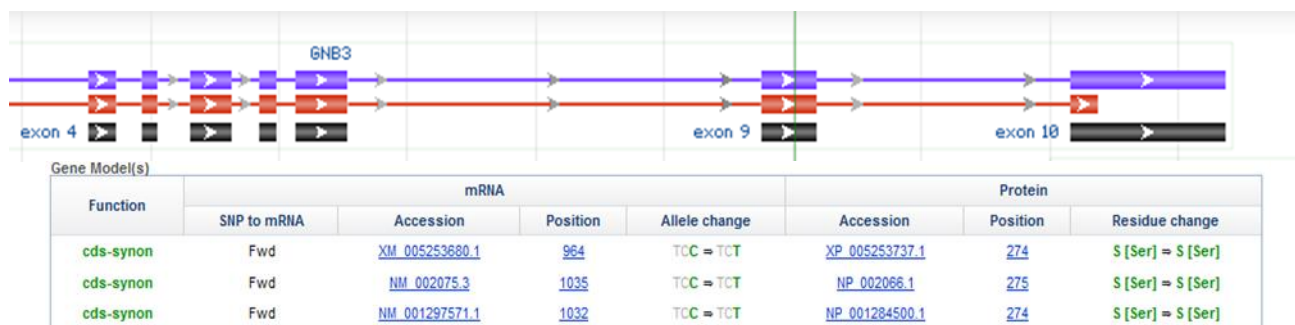 GNB3
exon 4 exon 9 exon 10
Gene Model(s)
Function mRNA Protein
SNP to mRNA Accession Position Allele change Accession Position Residue change
cds-synon Fwd XM_005253680.1 964 TCC ⇒ TCT XP_005253737.1 274 S [Ser] ⇒ S [Ser]
cds-synon Fwd NM_002075.3 1035 TCC ⇒ TCT NP_002066.1 275 S [Ser] ⇒ S [Ser]
cds-synon Fwd NM_001297571.1 1032 TCC ⇒ TCT NP_001284500.1 274 S [Ser] ⇒ S [Ser]